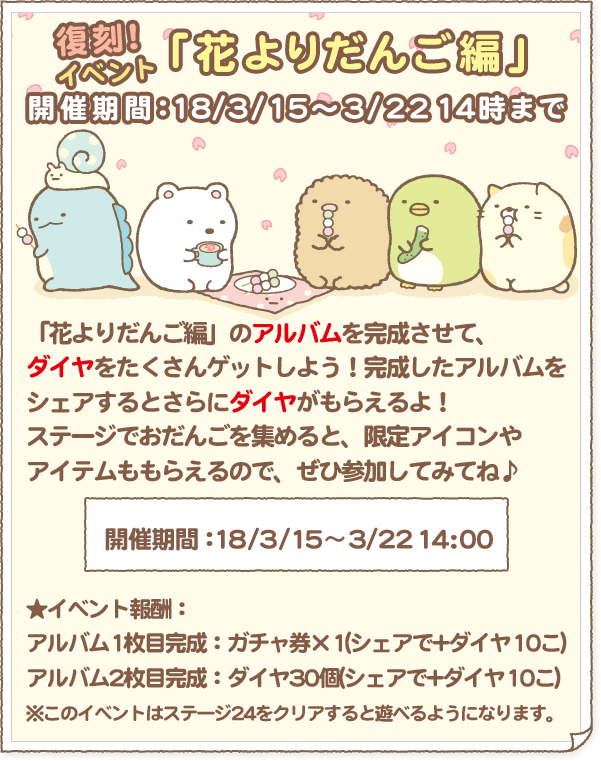 復刻!
イベント「花よりだんご編」
開催期間:18/3/15～3/22 14時まで
「花よりだんご編」のアルバムを完成させて、
ダイヤをたくさんゲットしよう！完成したアルバムを
シェアするとさらにダイヤがもらえるよ！
ステージでおだんごを集めると、限定アイコンや
アイテムももらえるので、ぜひ参加してみてね♪
開催期間：18/3/15～3/22 14:00
★イベント報酬：
アルバム1枚目完成：ガチャ券×1(シェアで+ダイヤ10こ)
アルバム2枚目完成：ダイヤ30個(シェアで+ダイヤ10こ)
※このイベントはステージ24をクリアすると遊べるようになります。